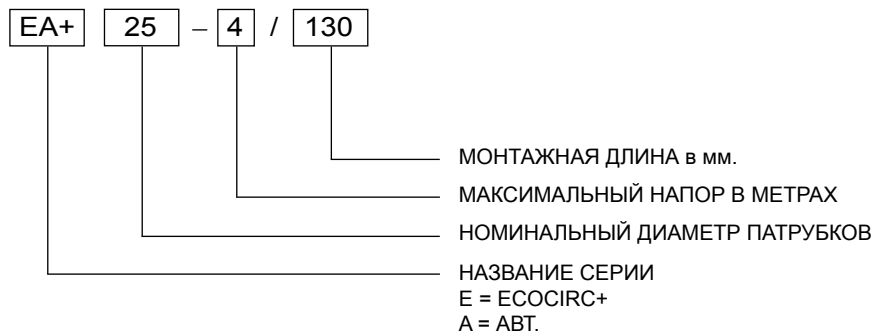 EA+ 25 – 4 / 130
МОНТАЖНАЯ ДЛИНА в мм.
МАКСИМАЛЬНЫЙ НАПОР В МЕТРАХ
НОМИНАЛЬНЫЙ ДИАМЕТР ПАТРУБКОВ
НАЗВАНИЕ СЕРИИ
E = ECOCIRC+
A = АВТ.